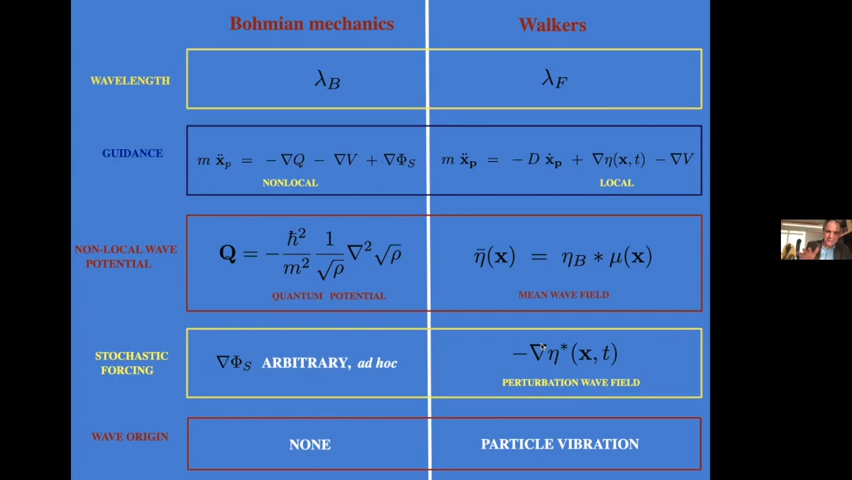 Bohmian mechanics
Walkers
WAVELENGTH
λ_B
λ_F
GUIDANCE
m ẍ_p = −∇Q − ∇V + ∇Φ_S
NONLOCAL
m ẍ_p = −D ẋ_p + ∇η(x, t) − ∇V
LOCAL
NON-LOCAL WAVE
POTENTIAL
Q = −ℏ²/m² 1/√ρ ∇²√ρ
QUANTUM POTENTIAL
η̄(x) = η_B * μ(x)
MEAN WAVE FIELD
STOCHASTIC
FORCING
∇Φ_S ARBITRARY, ad hoc
−∇η*(x, t)
PERTURBATION WAVE FIELD
WAVE ORIGIN
NONE
PARTICLE VIBRATION